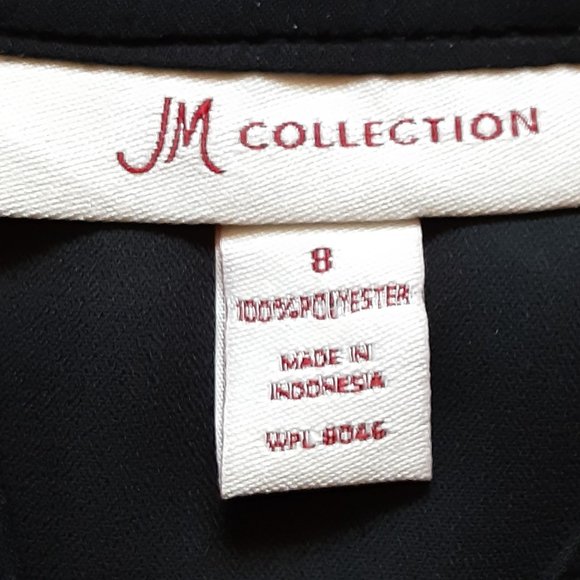 JM COLLECTION
8
100%POLYESTER
MADE IN
INDONESIA
WPL 8046